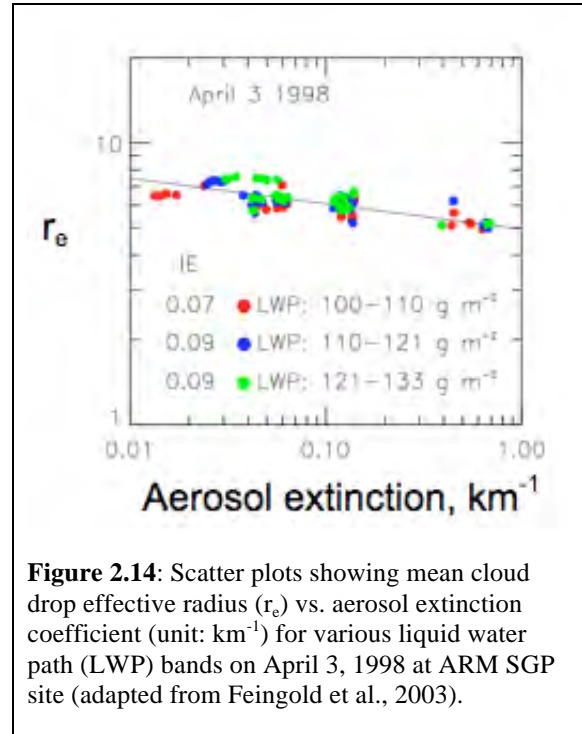 April 3 1998
10
rₑ
IE
0.07 LWP: 100–110 g m⁻²
0.09 LWP: 110–121 g m⁻²
0.09 LWP: 121–133 g m⁻²
1
0.01 0.10 1.00
Aerosol extinction, km⁻¹
Figure 2.14: Scatter plots showing mean cloud
drop effective radius (rₑ) vs. aerosol extinction
coefficient (unit: km⁻¹) for various liquid water
path (LWP) bands on April 3, 1998 at ARM SGP
site (adapted from Feingold et al., 2003).